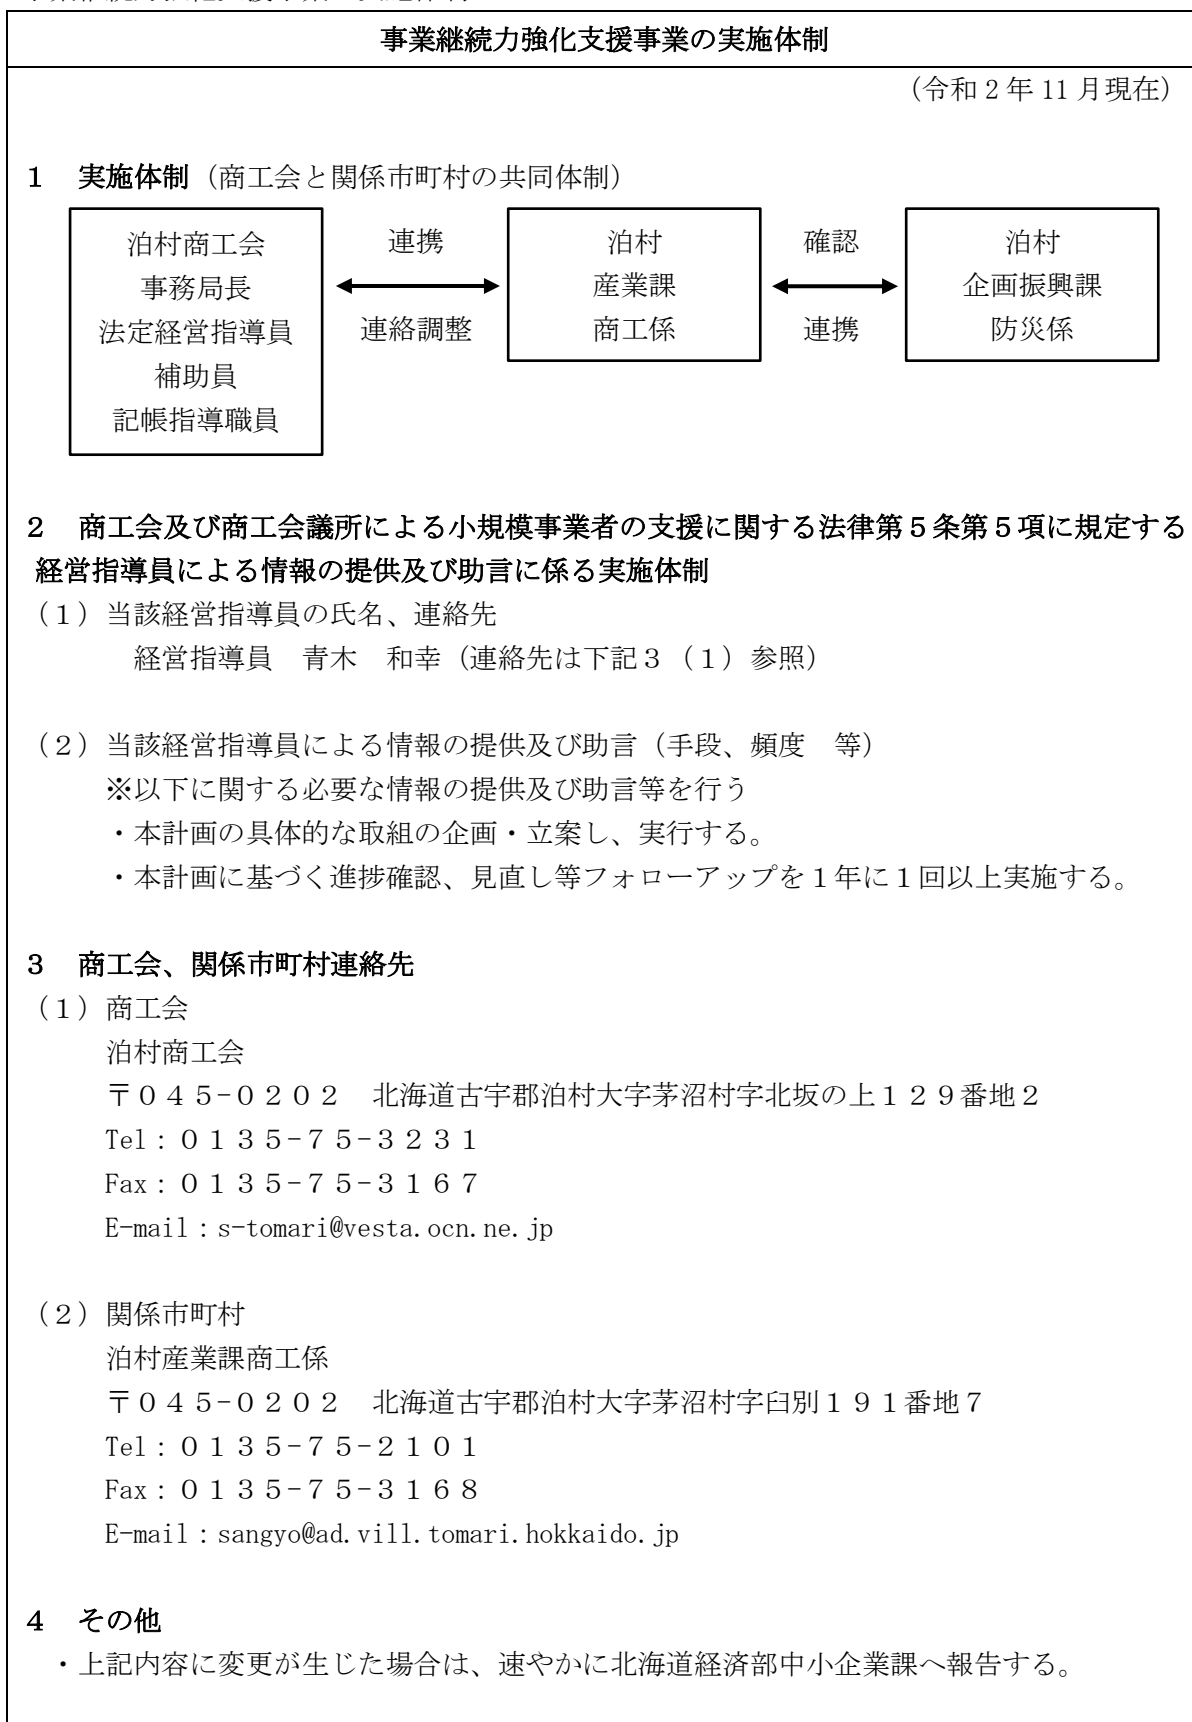 事業継続力強化支援事業の実施体制
（令和２年 11 月現在）
１　実施体制（商工会と関係市町村の共同体制）
泊村商工会
事務局長
法定経営指導員
補助員
記帳指導職員
連携
連絡調整
泊村
産業課
商工係
確認
連携
泊村
企画振興課
防災係
２　商工会及び商工会議所による小規模事業者の支援に関する法律第５条第５項に規定する
経営指導員による情報の提供及び助言に係る実施体制
（１）当該経営指導員の氏名、連絡先
経営指導員　青木　和幸（連絡先は下記３（１）参照）
（２）当該経営指導員による情報の提供及び助言（手段、頻度　等）
※以下に関する必要な情報の提供及び助言等を行う
・本計画の具体的な取組の企画・立案し、実行する。
・本計画に基づく進捗確認、見直し等フォローアップを１年に１回以上実施する。
３　商工会、関係市町村連絡先
（１）商工会
泊村商工会
〒０４５-０２０２　北海道古宇郡泊村大字茅沼村字北坂の上１２９番地２
Tel：０１３５-７５-３２３１
Fax：０１３５-７５-３１６７
E-mail：s-tomari@vesta.ocn.ne.jp
（２）関係市町村
泊村産業課商工係
〒０４５-０２０２　北海道古宇郡泊村大字茅沼村字臼別１９１番地７
Tel：０１３５-７５-２１０１
Fax：０１３５-７５-３１６８
E-mail：sangyo@ad.vill.tomari.hokkaido.jp
４　その他
・上記内容に変更が生じた場合は、速やかに北海道経済部中小企業課へ報告する。